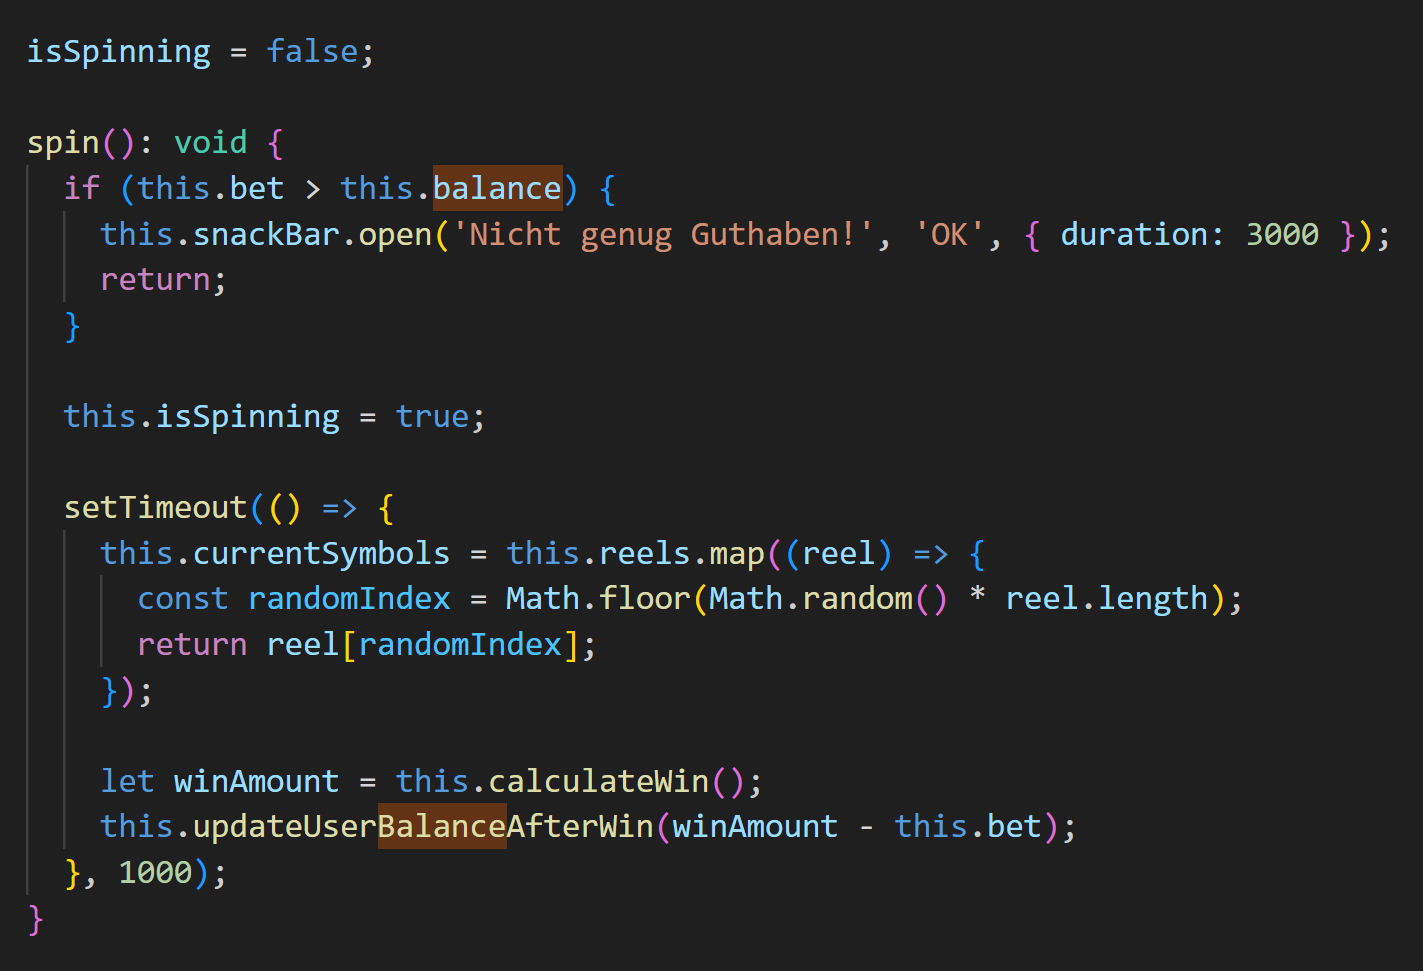 isSpinning = false;
spin(): void {
if (this.bet > this.balance) {
this.snackBar.open('Nicht genug Guthaben!', 'OK', { duration: 3000 });
return;
}
this.isSpinning = true;
setTimeout(() => {
this.currentSymbols = this.reels.map((reel) => {
const randomIndex = Math.floor(Math.random() * reel.length);
return reel[randomIndex];
});
let winAmount = this.calculateWin();
this.updateUserBalanceAfterWin(winAmount - this.bet);
}, 1000);
}